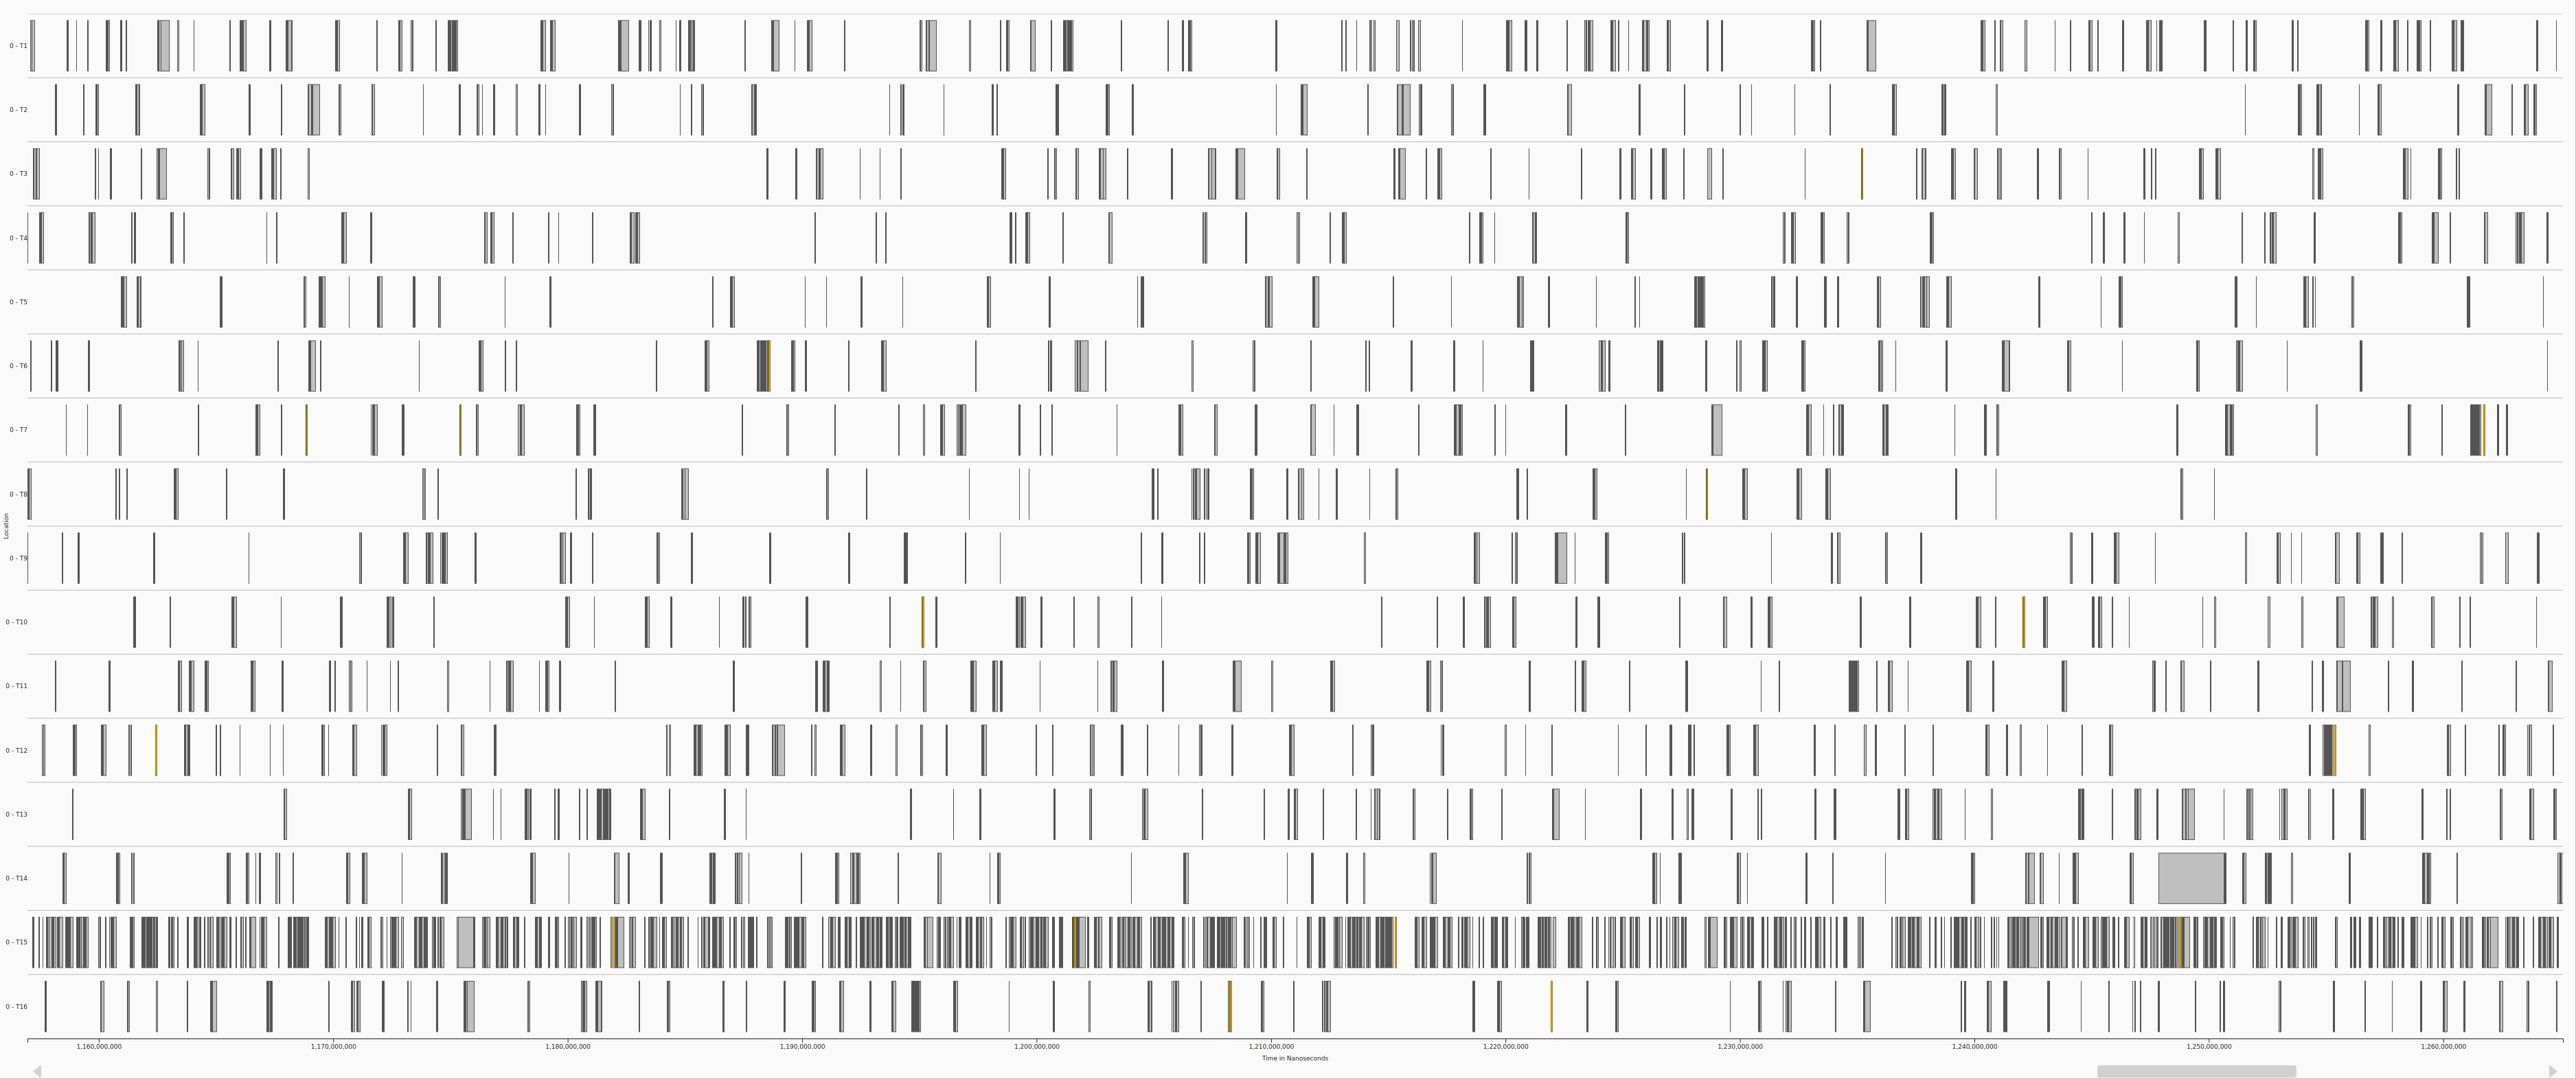 0 - T1
0 - T2
0 - T3
0 - T4
0 - T5
0 - T6
0 - T7
0 - T8
Location
0 - T9
0 - T10
0 - T11
0 - T12
0 - T13
0 - T14
0 - T15
0 - T16
1,160,000,000 1,170,000,000 1,180,000,000 1,190,000,000 1,200,000,000 1,210,000,000 1,220,000,000 1,230,000,000 1,240,000,000 1,250,000,000 1,260,000,000
Time in Nanoseconds